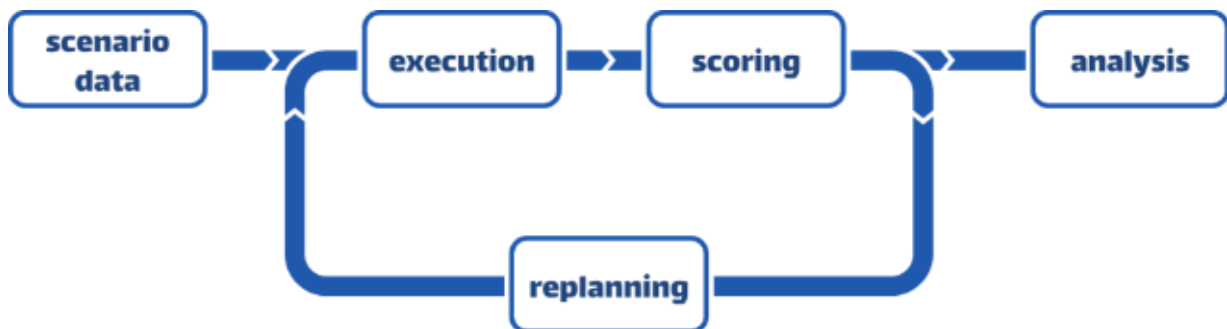 scenario
data
execution
scoring
analysis
replanning